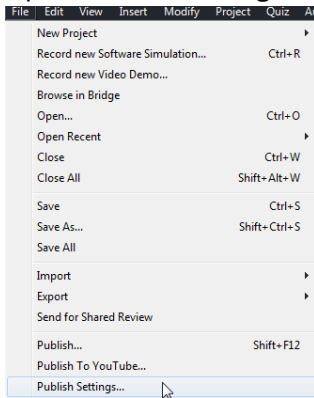 File Edit View Insert Modify Project Quiz
New Project
Record new Software Simulation... Ctrl+R
Record new Video Demo...
Browse in Bridge
Open... Ctrl+O
Open Recent
Close Ctrl+W
Close All Shift+Alt+W
Save Ctrl+S
Save As... Shift+Ctrl+S
Save All
Import
Export
Send for Shared Review
Publish... Shift+F12
Publish To YouTube...
Publish Settings...